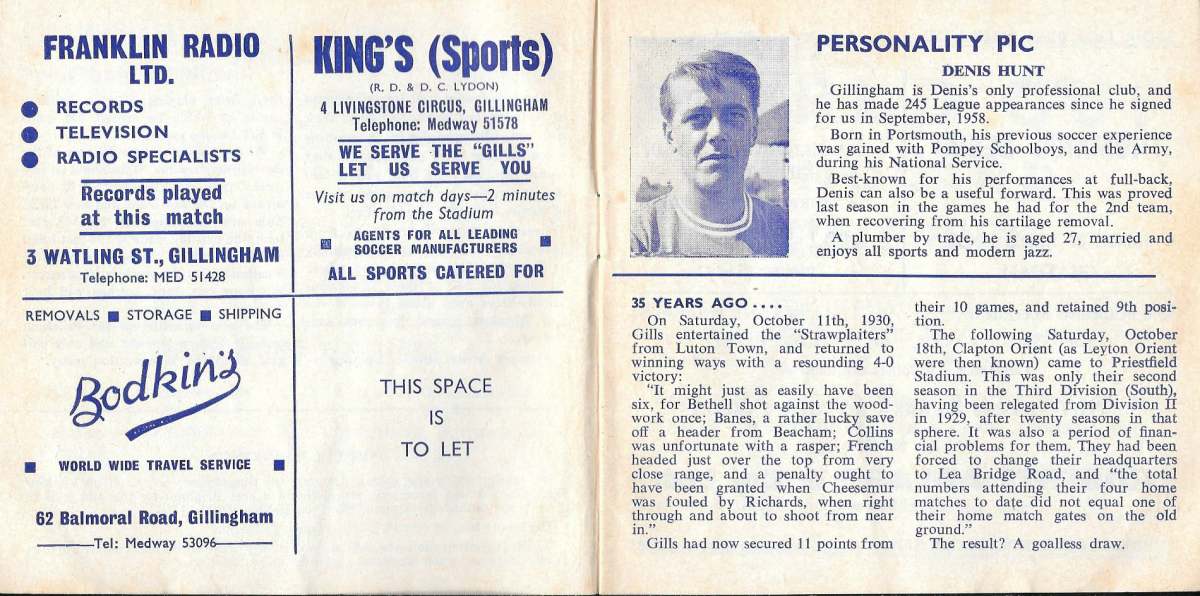 FRANKLIN RADIO
LTD.
RECORDS
TELEVISION
RADIO SPECIALISTS
Records played
at this match
3 WATLING ST., GILLINGHAM
Telephone: MED 51428
KING'S (Sports)
(R. D. & D. C. LYDON)
4 LIVINGSTONE CIRCUS, GILLINGHAM
Telephone: Medway 51578
WE SERVE THE "GILLS"
LET US SERVE YOU
Visit us on match days—2 minutes
from the Stadium
AGENTS FOR ALL LEADING
SOCCER MANUFACTURERS
ALL SPORTS CATERED FOR
REMOVALS ■ STORAGE ■ SHIPPING
Bodkin's
WORLD WIDE TRAVEL SERVICE
62 Balmoral Road, Gillingham
Tel: Medway 53096
THIS SPACE
IS
TO LET
PERSONALITY PIC
DENIS HUNT
Gillingham is Denis's only professional club, and
he has made 245 League appearances since he signed
for us in September, 1958.
Born in Portsmouth, his previous soccer experience
was gained with Pompey Schoolboys, and the Army,
during his National Service.
Best-known for his performances at full-back,
Denis can also be a useful forward. This was proved
last season in the games he had for the 2nd team,
when recovering from his cartilage removal.
A plumber by trade, he is aged 27, married and
enjoys all sports and modern jazz.
35 YEARS AGO ....
On Saturday, October 11th, 1930,
Gills entertained the "Strawplaiters"
from Luton Town, and returned to
winning ways with a resounding 4-0
victory:
"It might just as easily have been
six, for Bethell shot against the wood-
work once; Banes, a rather lucky save
off a header from Beacham; Collins
was unfortunate with a rasper; French
headed just over the top from very
close range, and a penalty ought to
have been granted when Cheesemur
was fouled by Richards, when right
through and about to shoot from near
in."
Gills had now secured 11 points from
their 10 games, and retained 9th posi-
tion.
The following Saturday, October
18th, Clapton Orient (as Leyton Orient
were then known) came to Priestfield
Stadium. This was only their second
season in the Third Division (South),
having been relegated from Division II
in 1929, after twenty seasons in that
sphere. It was also a period of finan-
cial problems for them. They had been
forced to change their headquarters
to Lea Bridge Road, and "the total
numbers attending their four home
matches to date did not equal one of
their home match gates on the old
ground."
The result? A goalless draw.